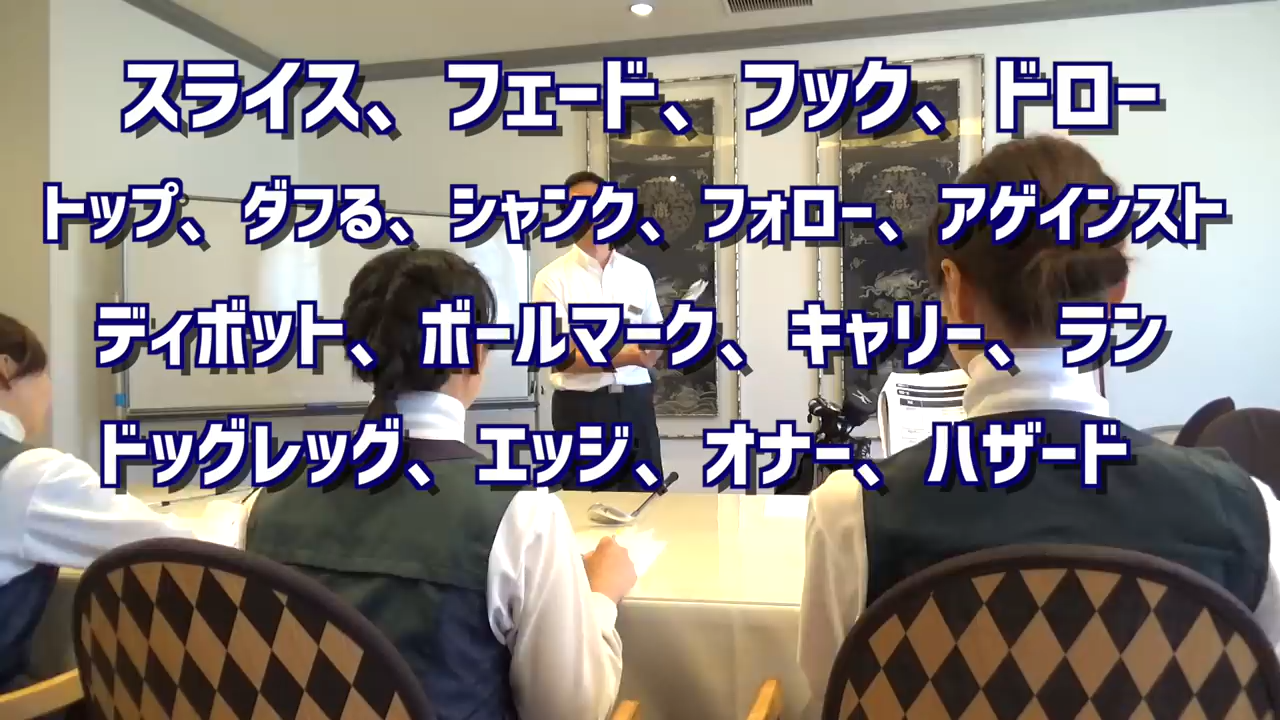 スライス、フェード、フック、ドロー
トップ、ダフる、シャンク、フォロー、アゲインスト
ディボット、ボールマーク、キャリー、ラン
ドッグレッグ、エッジ、オナー、ハザード